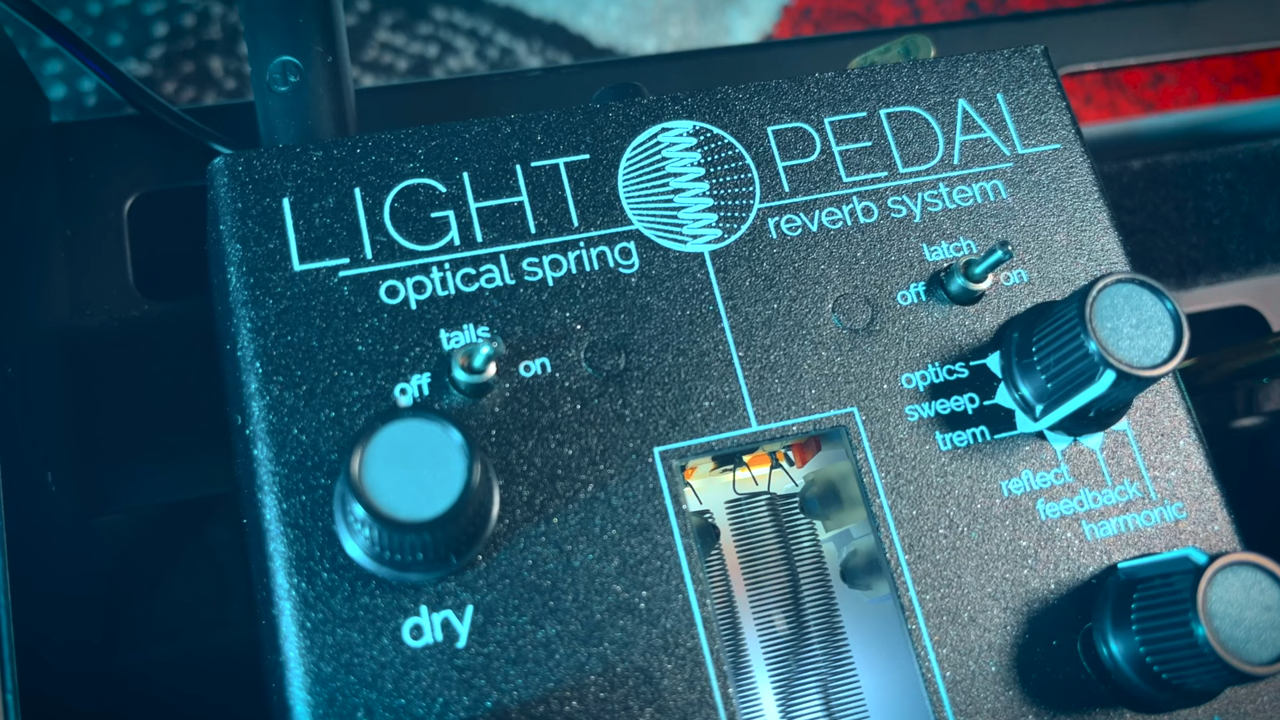 LIGHT PEDAL
optical spring reverb system
latch
off on
tails
off on
optics
sweep
trem
reflect
feedback
harmonic
dry